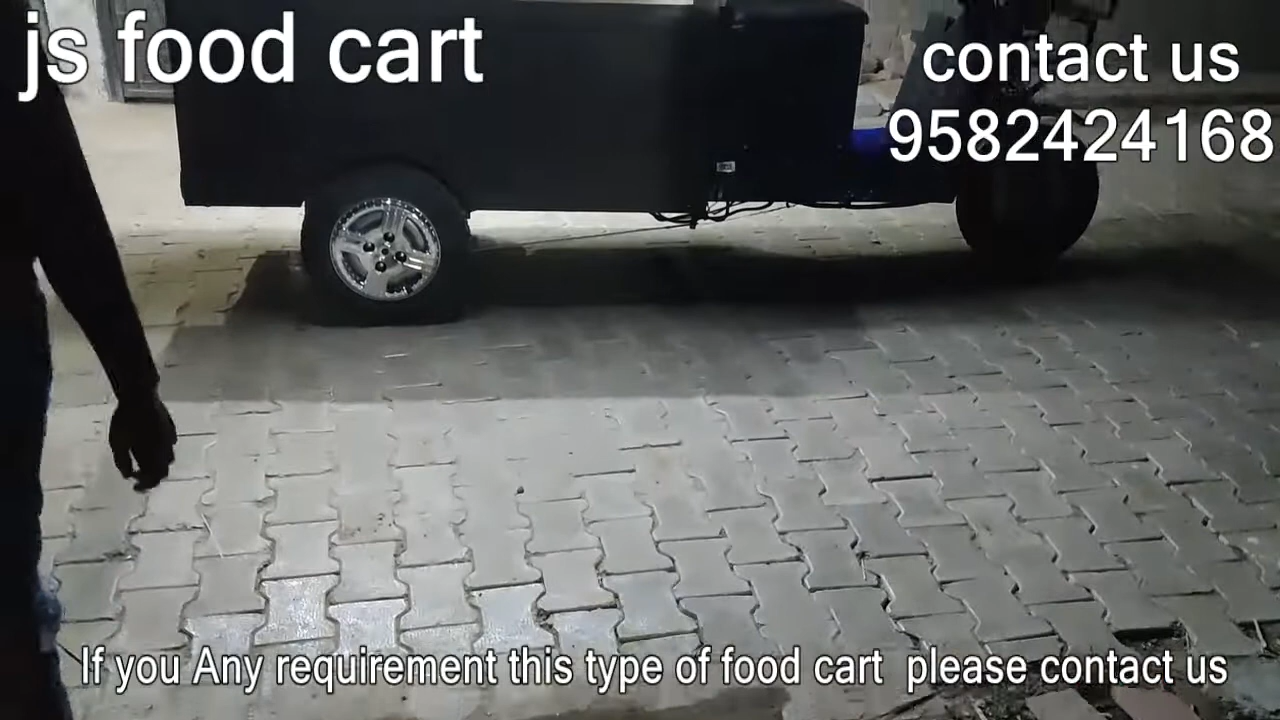 js food cart
contact us
9582424168
If you Any requirement this type of food cart please contact us